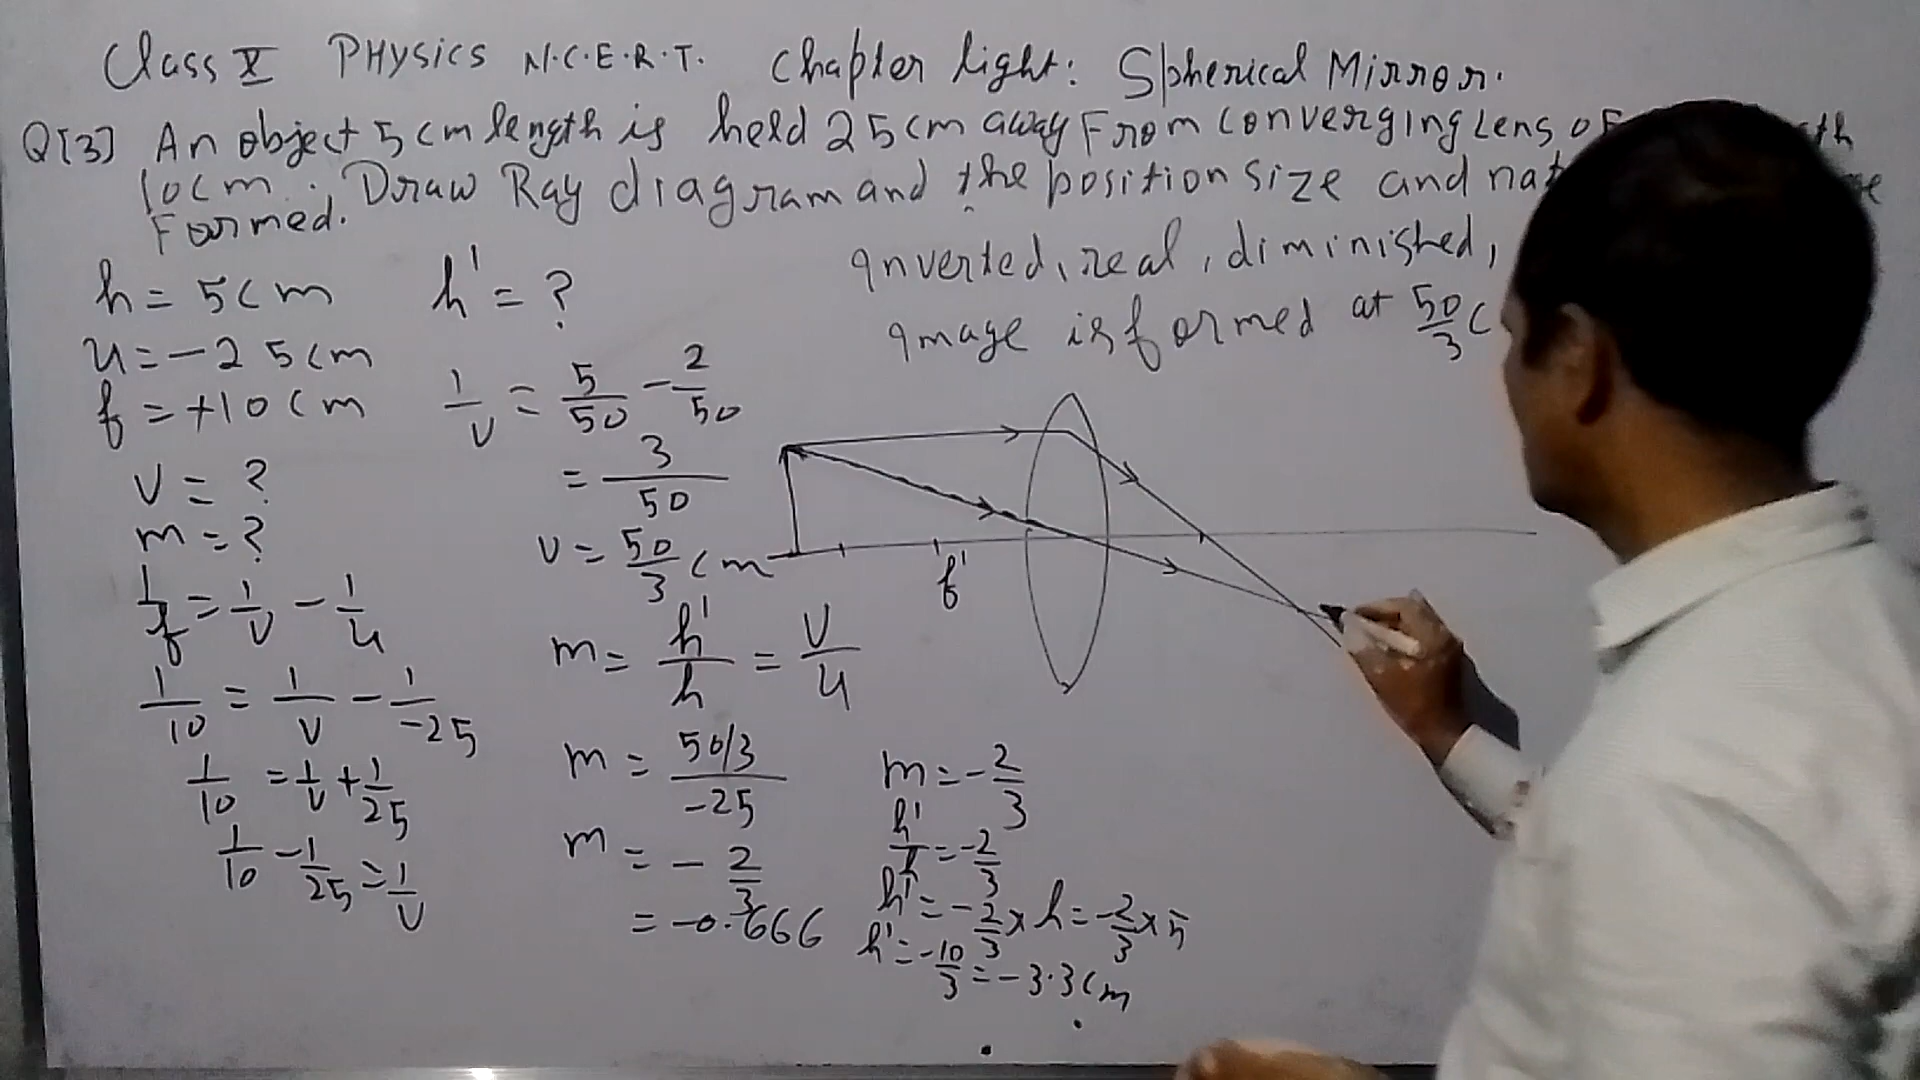 Class X PHYSICS N.C.E.R.T. Chapter light: Spherical Mirror.
Q[3] An object 5cm length is held 25cm away From converging Lens of
10cm. Draw Ray diagram and the position size and
Formed.
Inverted, real, diminished,
Image is formed at 50/3 c
h = 5cm
u = -25cm
f = +10cm
v = ?
m = ?
1/f = 1/v - 1/u
1/10 = 1/v - 1/-25
1/10 = 1/v + 1/25
1/10 - 1/25 = 1/v
h' = ?
1/v = 5/50 - 2/50
= 3/50
v = 50/3 cm
m = h'/h = v/u
m = 50/3/-25
m = -2/3
= -0.666
f'
m = -2/3
h'/h = -2/3
h' = -2/3 x h = -2/3 x 5
h' = -10/3 = -3.3cm